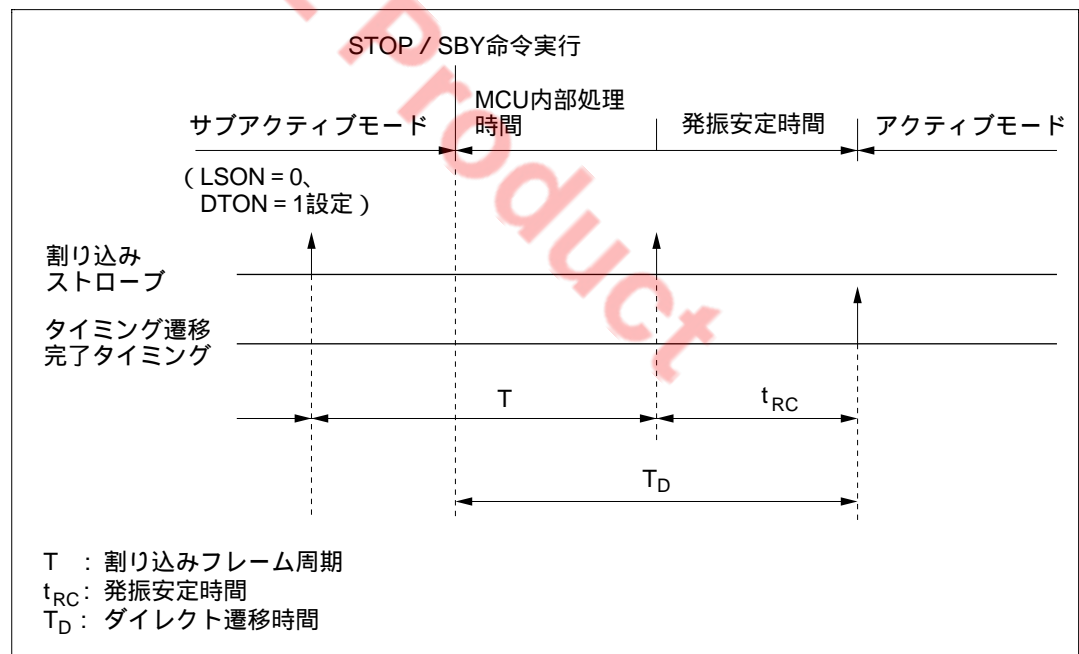 L Product
STOP / SBY命令実行
MCU内部処理
時間
サブアクティブモード
発振安定時間
アクティブモード
( LSON = 0、
DTON = 1設定 )
割り込み
ストローブ
タイミング遷移
完了タイミング
T
tRC
TD
T : 割り込みフレーム周期
tRC : 発振安定時間
TD : ダイレクト遷移時間